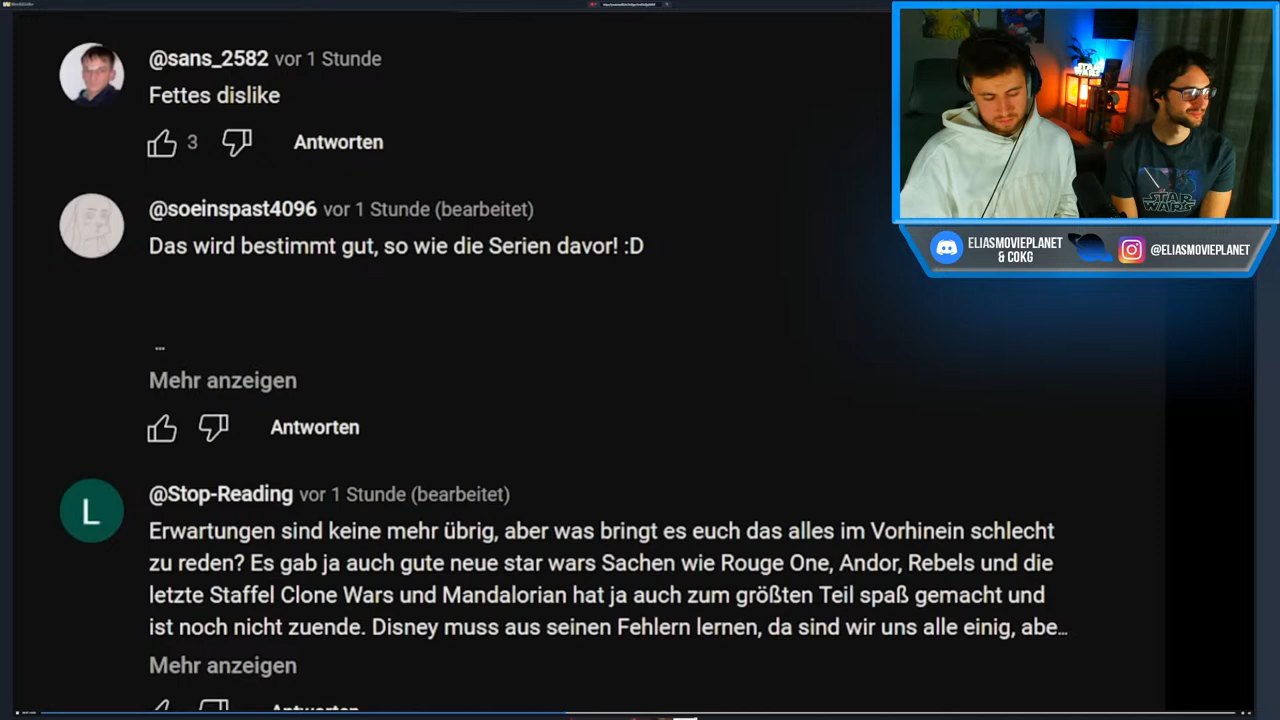 @sans_2582 vor 1 Stunde
Fettes dislike
3 Antworten
@soeinspast4096 vor 1 Stunde (bearbeitet)
Das wird bestimmt gut, so wie die Serien davor! :D
...
Mehr anzeigen
Antworten
L
@Stop-Reading vor 1 Stunde (bearbeitet)
Erwartungen sind keine mehr übrig, aber was bringt es euch das alles im Vorhinein schlecht
zu reden? Es gab ja auch gute neue star wars Sachen wie Rouge One, Andor, Rebels und die
letzte Staffel Clone Wars und Mandalorian hat ja auch zum größten Teil spaß gemacht und
ist noch nicht zuende. Disney muss aus seinen Fehlern lernen, da sind wir uns alle einig, abe...
Mehr anzeigen
Antworten
STAR
WARS
STAR
WARS
ELIASMOVIEPLANET
& COKG
@ELIASMOVIEPLANET